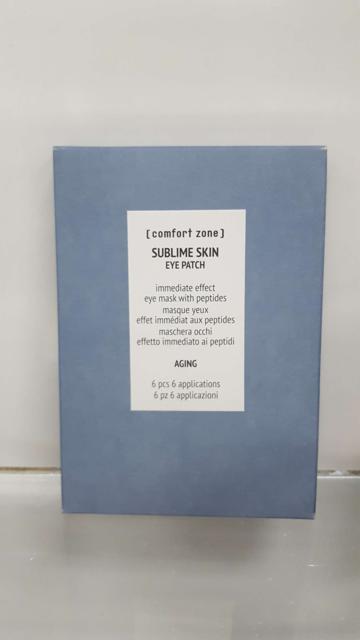 [comfort zone]
SUBLIME SKIN
EYE PATCH
immediate effect
eye mask with peptides
masque yeux
effet immédiat aux peptides
maschera occhi
effetto immediato ai peptidi
AGING
6 pcs 6 applications
6 pz 6 applicazioni